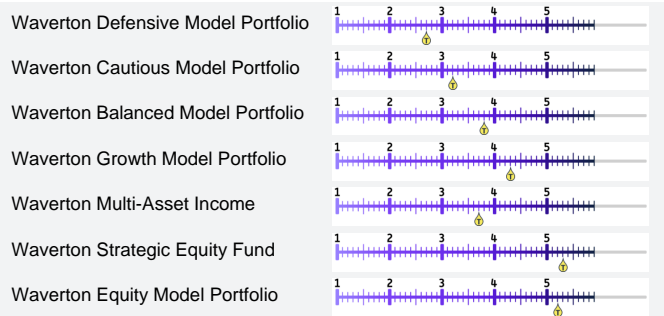 Waverton Defensive Model Portfolio 1 2 3 4 5
T
Waverton Cautious Model Portfolio 1 2 3 4 5
T
Waverton Balanced Model Portfolio 1 2 3 4 5
T
Waverton Growth Model Portfolio 1 2 3 4 5
T
Waverton Multi-Asset Income 1 2 3 4 5
T
Waverton Strategic Equity Fund 1 2 3 4 5
T
Waverton Equity Model Portfolio 1 2 3 4 5
T